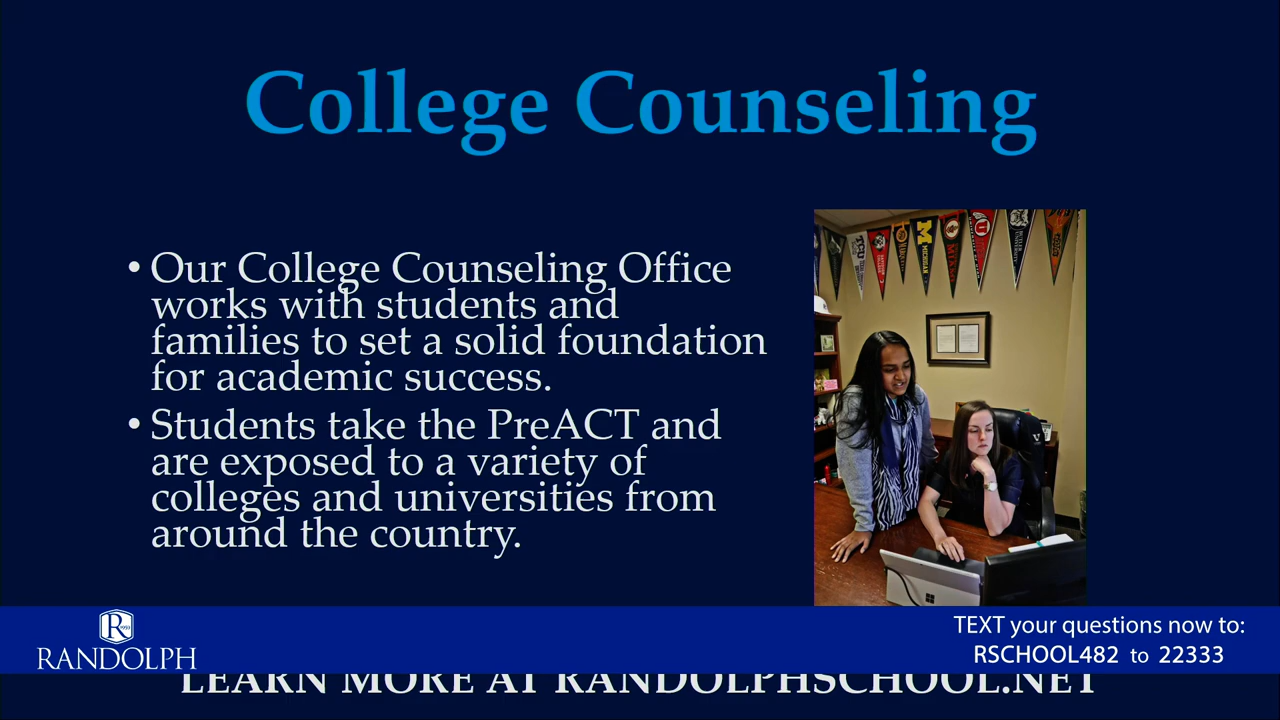 College Counseling
• Our College Counseling Office
works with students and
families to set a solid foundation
for academic success.
• Students take the PreACT and
are exposed to a variety of
colleges and universities from
around the country.
M
MICHIGAN
TCU
U
R
RANDOLPH
TEXT your questions now to:
RSCHOOL482 to 22333
LEARN MORE AT RANDOLPHSCHOOL.NET